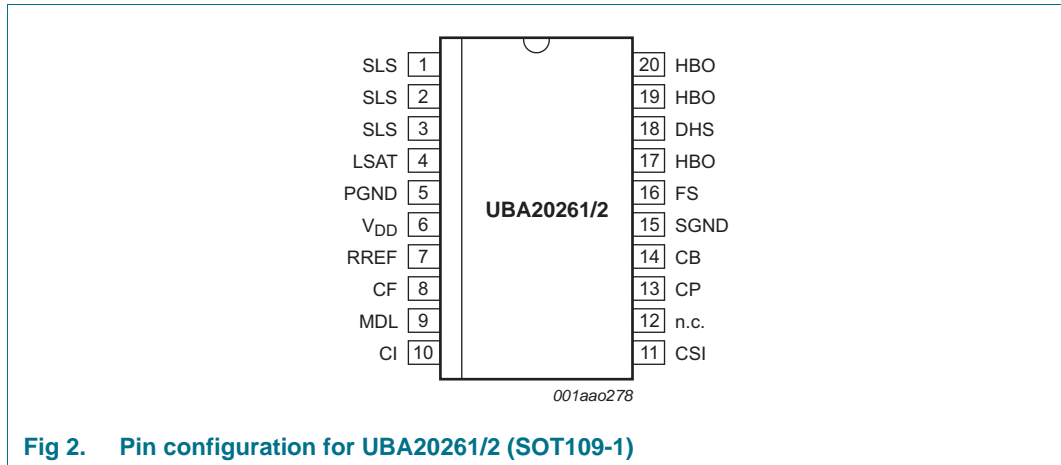 SLS 1
SLS 2
SLS 3
LSAT 4
PGND 5
VDD 6
RREF 7
CF 8
MDL 9
CI 10
UBA20261/2
20 HBO
19 HBO
18 DHS
17 HBO
16 FS
15 SGND
14 CB
13 CP
12 n.c.
11 CSI
001aao278
Fig 2. Pin configuration for UBA20261/2 (SOT109-1)